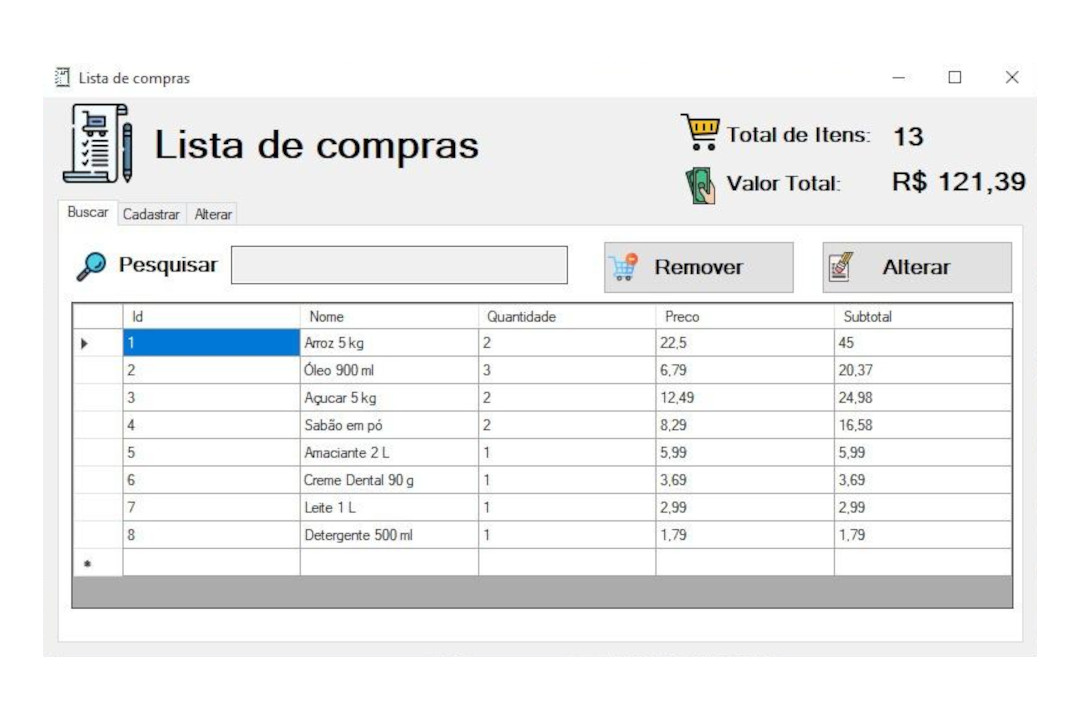 Lista de compras
Lista de compras
Total de Itens: 13
Valor Total: R$ 121,39
Buscar Cadastrar Alterar
Pesquisar Remover Alterar
Id Nome Quantidade Preco Subtotal
1 Arroz 5 kg 2 22,5 45
2 Óleo 900 ml 3 6,79 20,37
3 Açucar 5 kg 2 12,49 24,98
4 Sabão em pó 2 8,29 16,58
5 Amaciante 2 L 1 5,99 5,99
6 Creme Dental 90 g 1 3,69 3,69
7 Leite 1 L 1 2,99 2,99
8 Detergente 500 ml 1 1,79 1,79